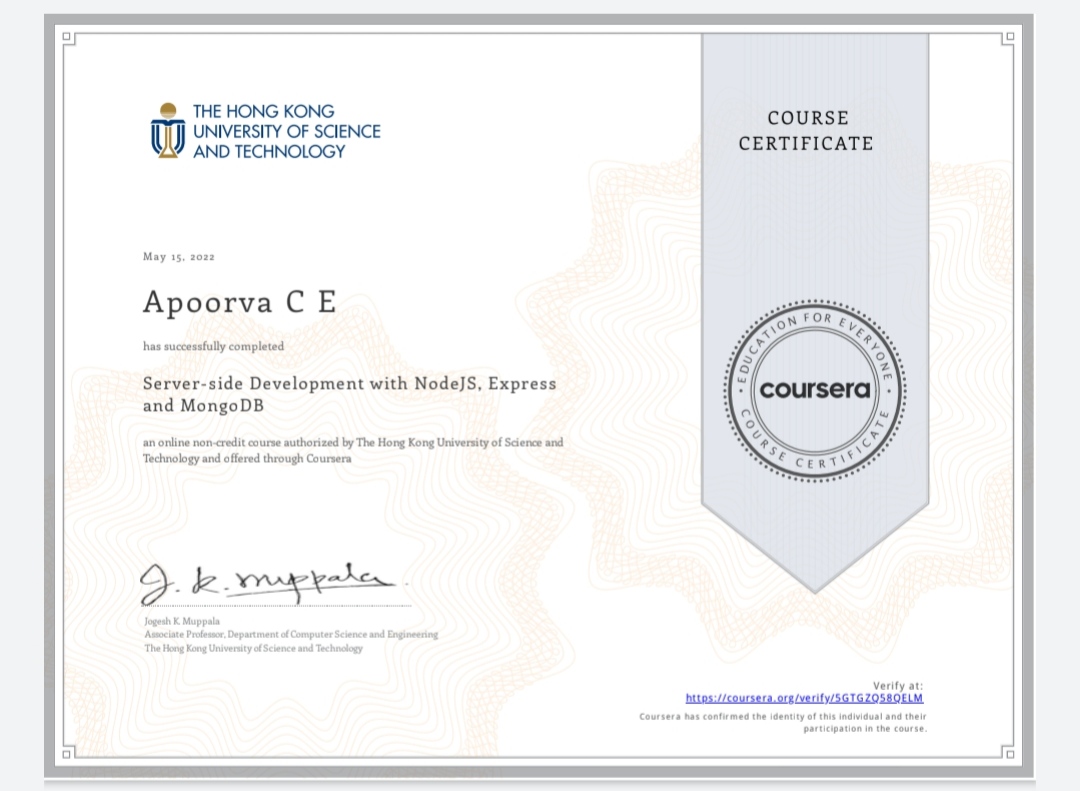 THE HONG KONG
UNIVERSITY OF SCIENCE
AND TECHNOLOGY
COURSE
CERTIFICATE
May 15, 2022
Apoorva C E
has successfully completed
Server-side Development with NodeJS, Express
and MongoDB
an online non-credit course authorized by The Hong Kong University of Science and
Technology and offered through Coursera
EDUCATION FOR EVERYONE
coursera
COURSE CERTIFICATE
J. K. Muppala
Jogesh K Muppala
Associate Professor, Department of Computer Science and Engineering
The Hong Kong University of Science and Technology
Verify at:
https://coursera.org/verify/5GTGZQ58QELM
Coursera has confirmed the identity of this individual and their
participation in the course.